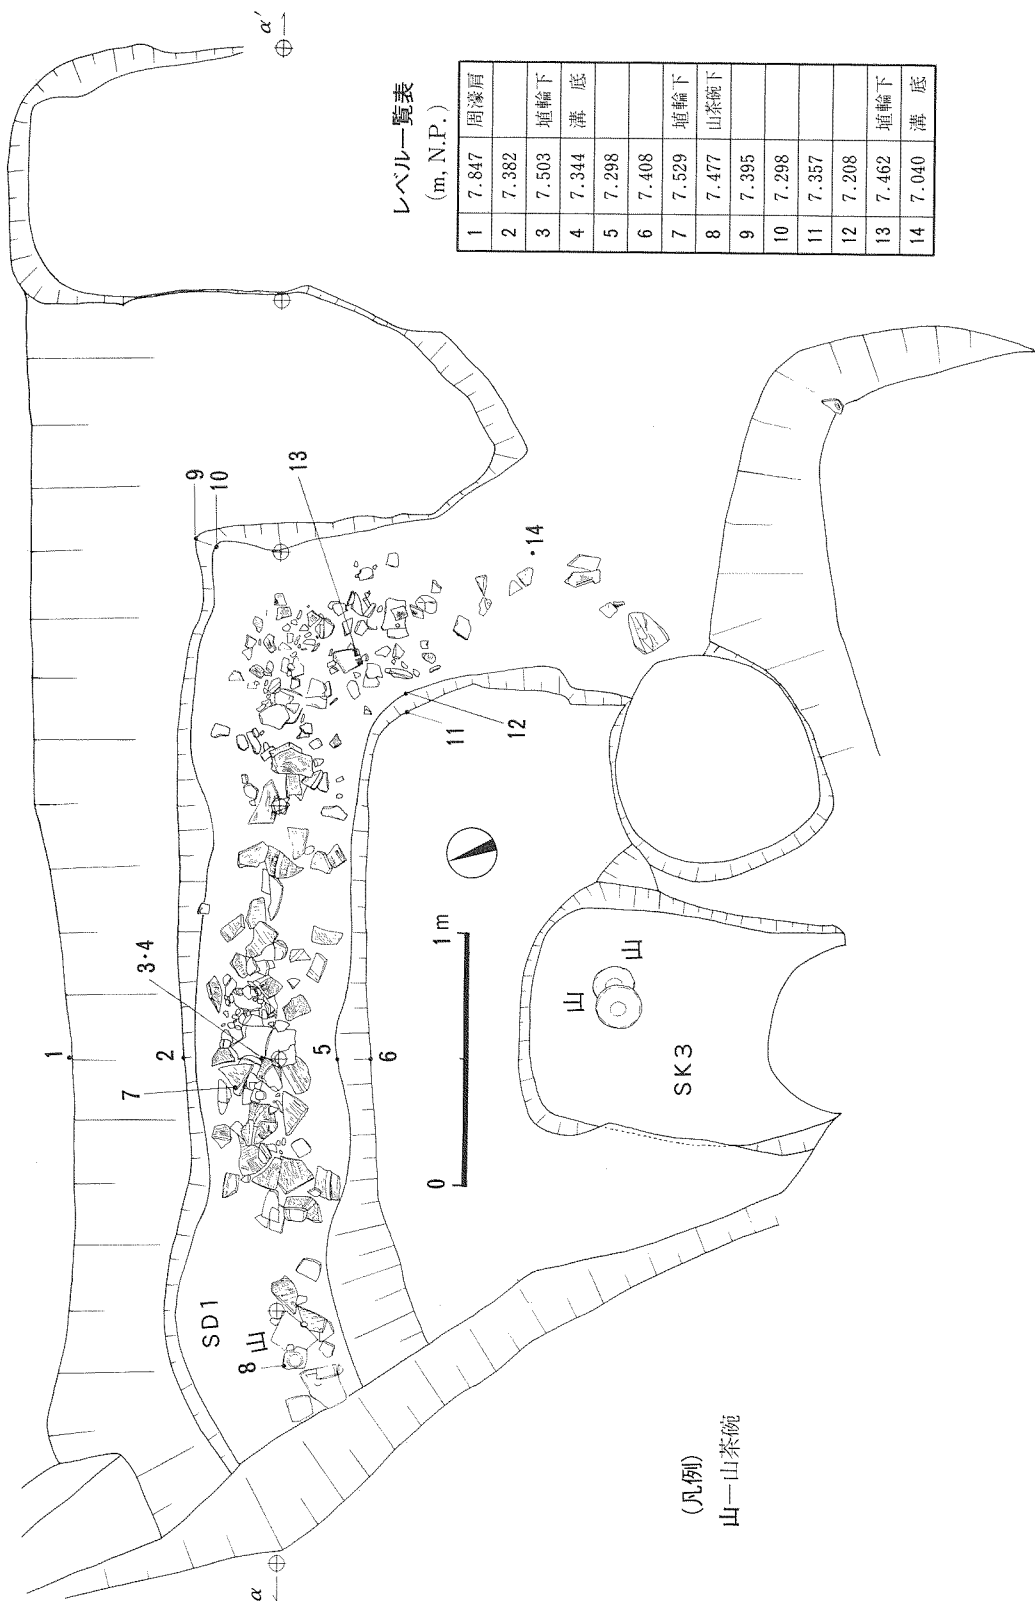 レベル一覧表
(m, N.P.)
1 7.847 周濠肩
2 7.382
3 7.503 埴輪下
4 7.344 溝 底
5 7.298
6 7.408
7 7.529 埴輪下
8 7.477 山茶碗下
9 7.395
10 7.298
11 7.357
12 7.208
13 7.462 埴輪下
14 7.040 溝 底
α
α′
1
2
3・4
5
6
7
8
9
10
11
12
13
・14
SD1
山
0
1m
山
山
SK3
(凡例)
山―山茶碗